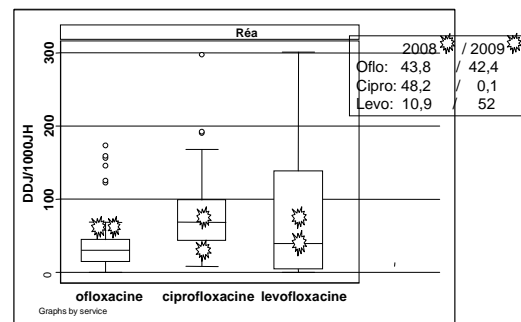 Réa
2008 / 2009
Oflo: 43,8 / 42,4
Cipro: 48,2 / 0,1
Levo: 10,9 / 52
DDJ/1000JH
300
200
100
0
ofloxacine ciprofloxacine levofloxacine
Graphs by service